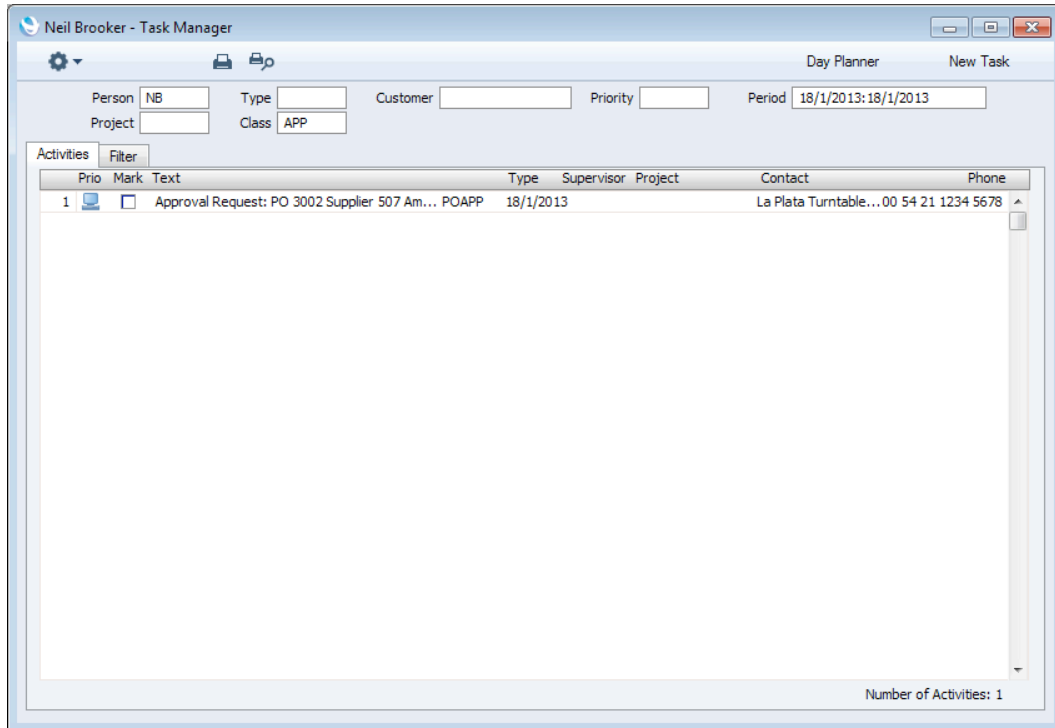 Neil Brooker - Task Manager
Day Planner New Task
Person NB Type Customer Priority Period 18/1/2013:18/1/2013
Project Class APP
Activities Filter
Prio Mark Text Type Supervisor Project Contact Phone
1 Approval Request: PO 3002 Supplier 507 Am... POAPP 18/1/2013 La Plata Turntable... 00 54 21 1234 5678
Number of Activities: 1